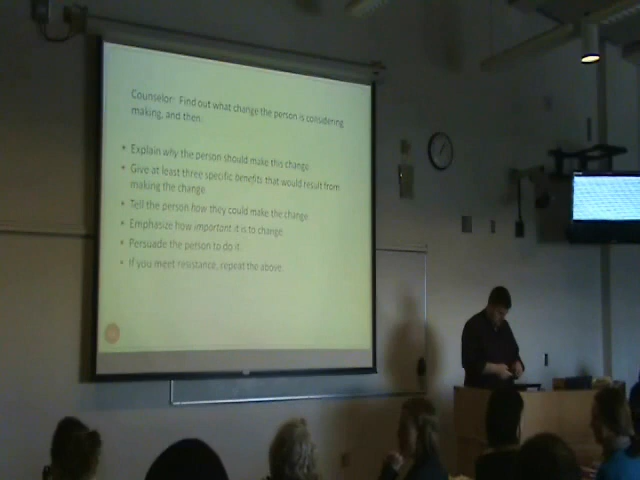 Counselor: Find out what change the person is considering
making, and then:
• Explain why the person should make this change.
• Give at least three specific benefits that would result from
making the change
• Tell the person how they could make the change
• Emphasize how important it is to change
• Persuade the person to do it.
• If you meet resistance, repeat the above.